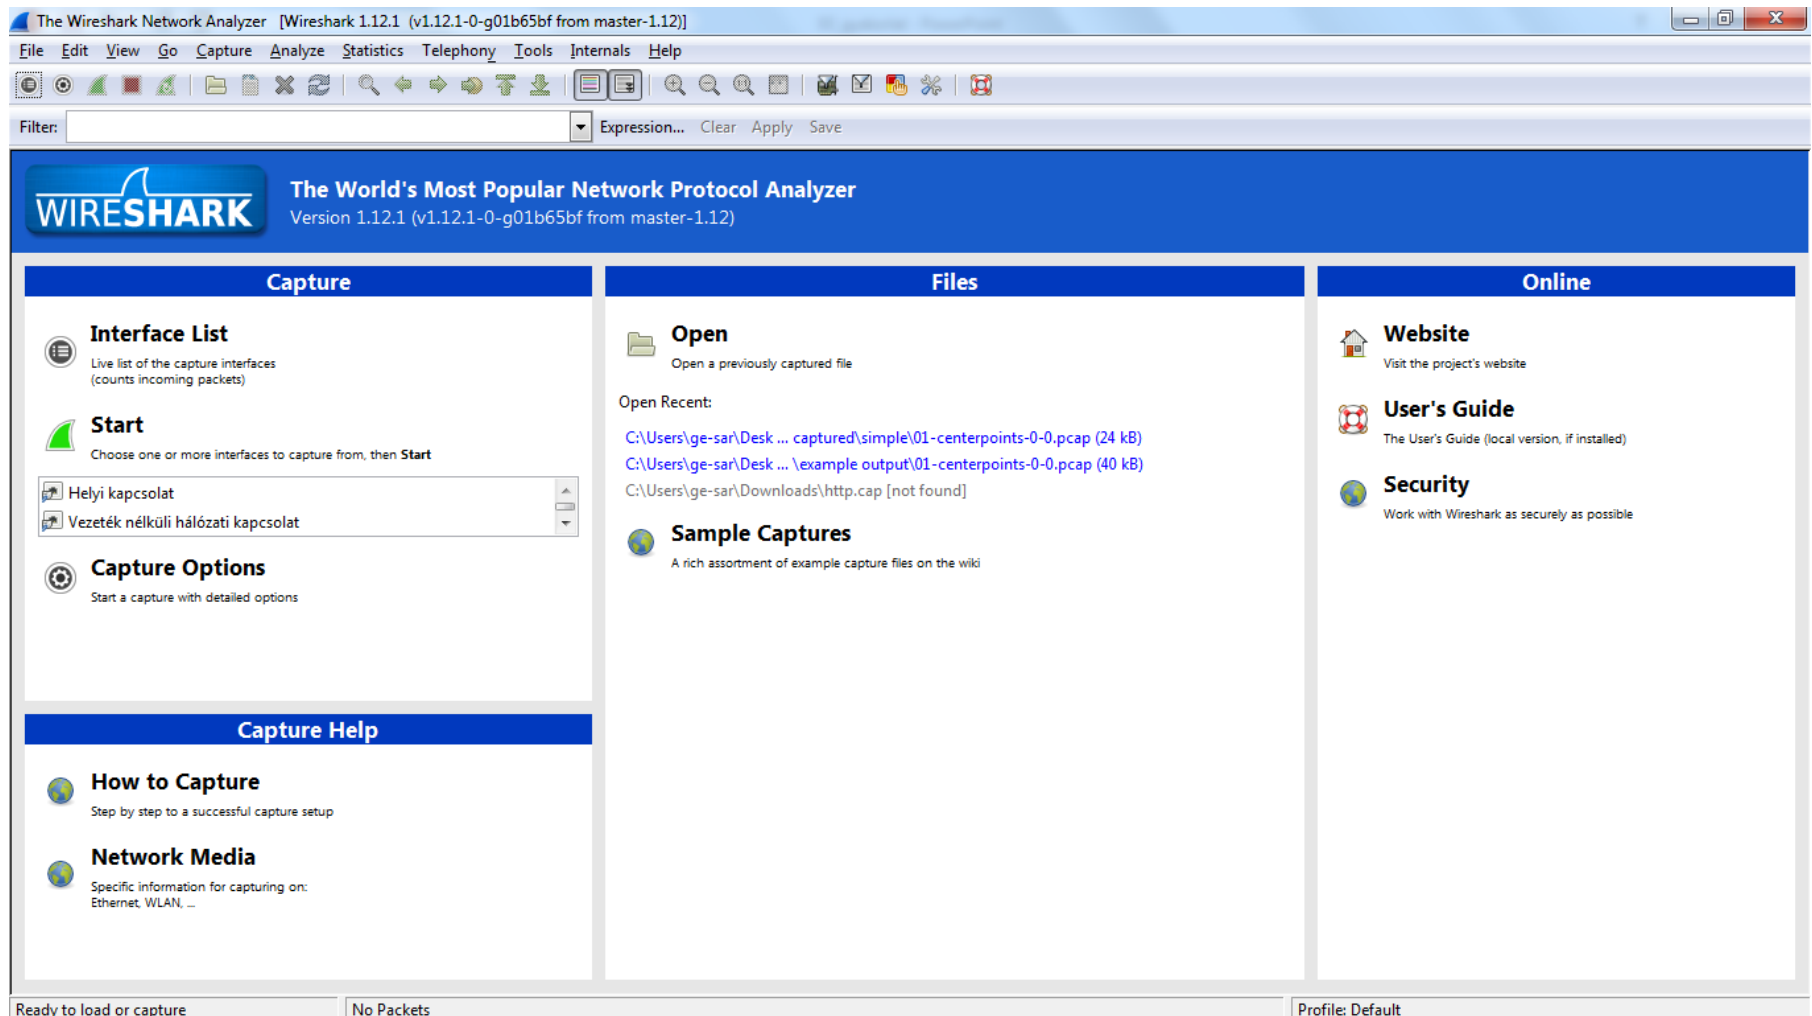 The Wireshark Network Analyzer [Wireshark 1.12.1 (v1.12.1-0-g01b65bf from master-1.12)]
File Edit View Go Capture Analyze Statistics Telephony Tools Internals Help
Filter: Expression... Clear Apply Save
WIRESHARK
The World's Most Popular Network Protocol Analyzer
Version 1.12.1 (v1.12.1-0-g01b65bf from master-1.12)
Capture
Interface List
Live list of the capture interfaces
(counts incoming packets)
Start
Choose one or more interfaces to capture from, then Start
Helyi kapcsolat
Vezeték nélküli hálózati kapcsolat
Capture Options
Start a capture with detailed options
Capture Help
How to Capture
Step by step to a successful capture setup
Network Media
Specific information for capturing on:
Ethernet, WLAN, ...
Files
Open
Open a previously captured file
Open Recent:
C:\Users\ge-sar\Desk ... captured\simple\01-centerpoints-0-0.pcap (24 kB)
C:\Users\ge-sar\Desk ... \example output\01-centerpoints-0-0.pcap (40 kB)
C:\Users\ge-sar\Downloads\http.cap [not found]
Sample Captures
A rich assortment of example capture files on the wiki
Online
Website
Visit the project's website
User's Guide
The User's Guide (local version, if installed)
Security
Work with Wireshark as securely as possible
Ready to load or capture
No Packets
Profile: Default